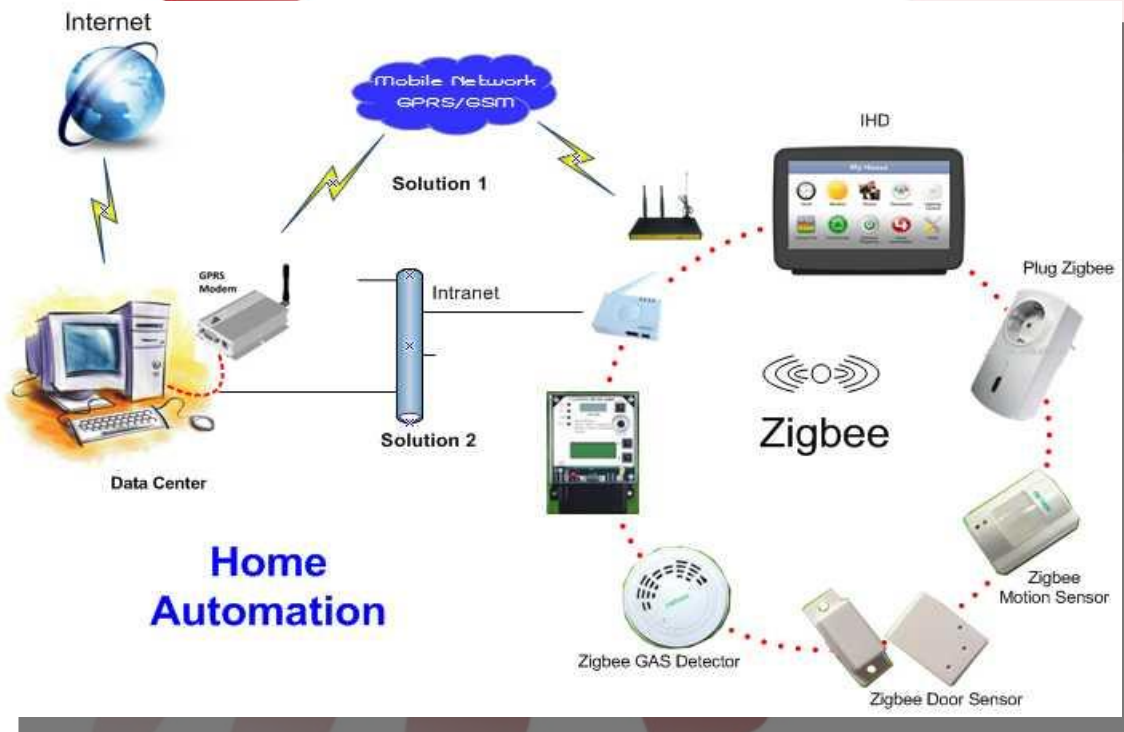 Internet
Mobile Network
GPRS/GSM
IHD
My Home
Solution 1
GPRS
Modem
Intranet
Plug Zigbee
Zigbee
Solution 2
Data Center
Home
Automation
Zigbee
Motion Sensor
Zigbee GAS Detector
Zigbee Door Sensor